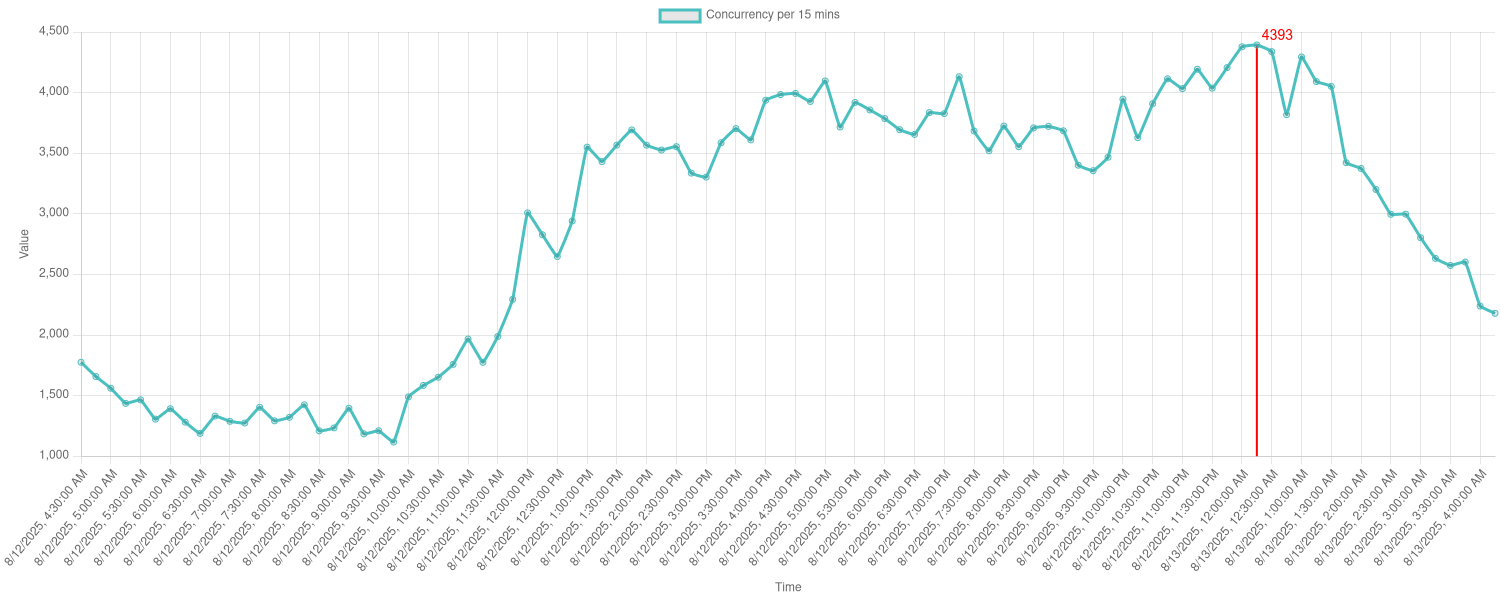 Concurrency per 15 mins
4393
4,500
4,000
3,500
3,000
2,500
2,000
1,500
1,000
Value
8/12/2025, 4:30:00 AM
8/12/2025, 5:00:00 AM
8/12/2025, 5:30:00 AM
8/12/2025, 6:00:00 AM
8/12/2025, 6:30:00 AM
8/12/2025, 7:00:00 AM
8/12/2025, 7:30:00 AM
8/12/2025, 8:00:00 AM
8/12/2025, 8:30:00 AM
8/12/2025, 9:00:00 AM
8/12/2025, 9:30:00 AM
8/12/2025, 10:00:00 AM
8/12/2025, 10:30:00 AM
8/12/2025, 11:00:00 AM
8/12/2025, 11:30:00 AM
8/12/2025, 12:00:00 PM
8/12/2025, 12:30:00 PM
8/12/2025, 1:00:00 PM
8/12/2025, 1:30:00 PM
8/12/2025, 2:00:00 PM
8/12/2025, 2:30:00 PM
8/12/2025, 3:00:00 PM
8/12/2025, 3:30:00 PM
8/12/2025, 4:00:00 PM
8/12/2025, 4:30:00 PM
8/12/2025, 5:00:00 PM
8/12/2025, 5:30:00 PM
8/12/2025, 6:00:00 PM
8/12/2025, 6:30:00 PM
8/12/2025, 7:00:00 PM
8/12/2025, 7:30:00 PM
8/12/2025, 8:00:00 PM
8/12/2025, 8:30:00 PM
8/12/2025, 9:00:00 PM
8/12/2025, 9:30:00 PM
8/12/2025, 10:00:00 PM
8/12/2025, 10:30:00 PM
8/12/2025, 11:00:00 PM
8/12/2025, 11:30:00 PM
8/13/2025, 12:00:00 AM
8/13/2025, 12:30:00 AM
8/13/2025, 1:00:00 AM
8/13/2025, 1:30:00 AM
8/13/2025, 2:00:00 AM
8/13/2025, 2:30:00 AM
8/13/2025, 3:00:00 AM
8/13/2025, 3:30:00 AM
8/13/2025, 4:00:00 AM
Time